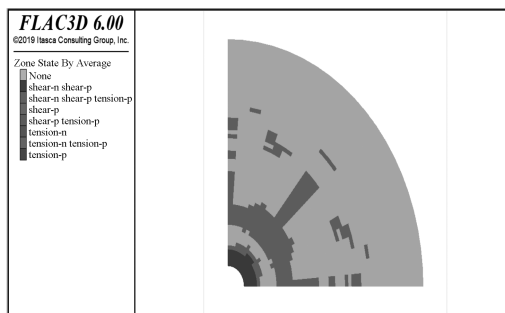 FLAC3D 6.00
©2019 Itasca Consulting Group, Inc.
Zone State By Average
None
shear-n shear-p
shear-n shear-p tension-p
shear-p
shear-p tension-p
tension-n
tension-n tension-p
tension-p